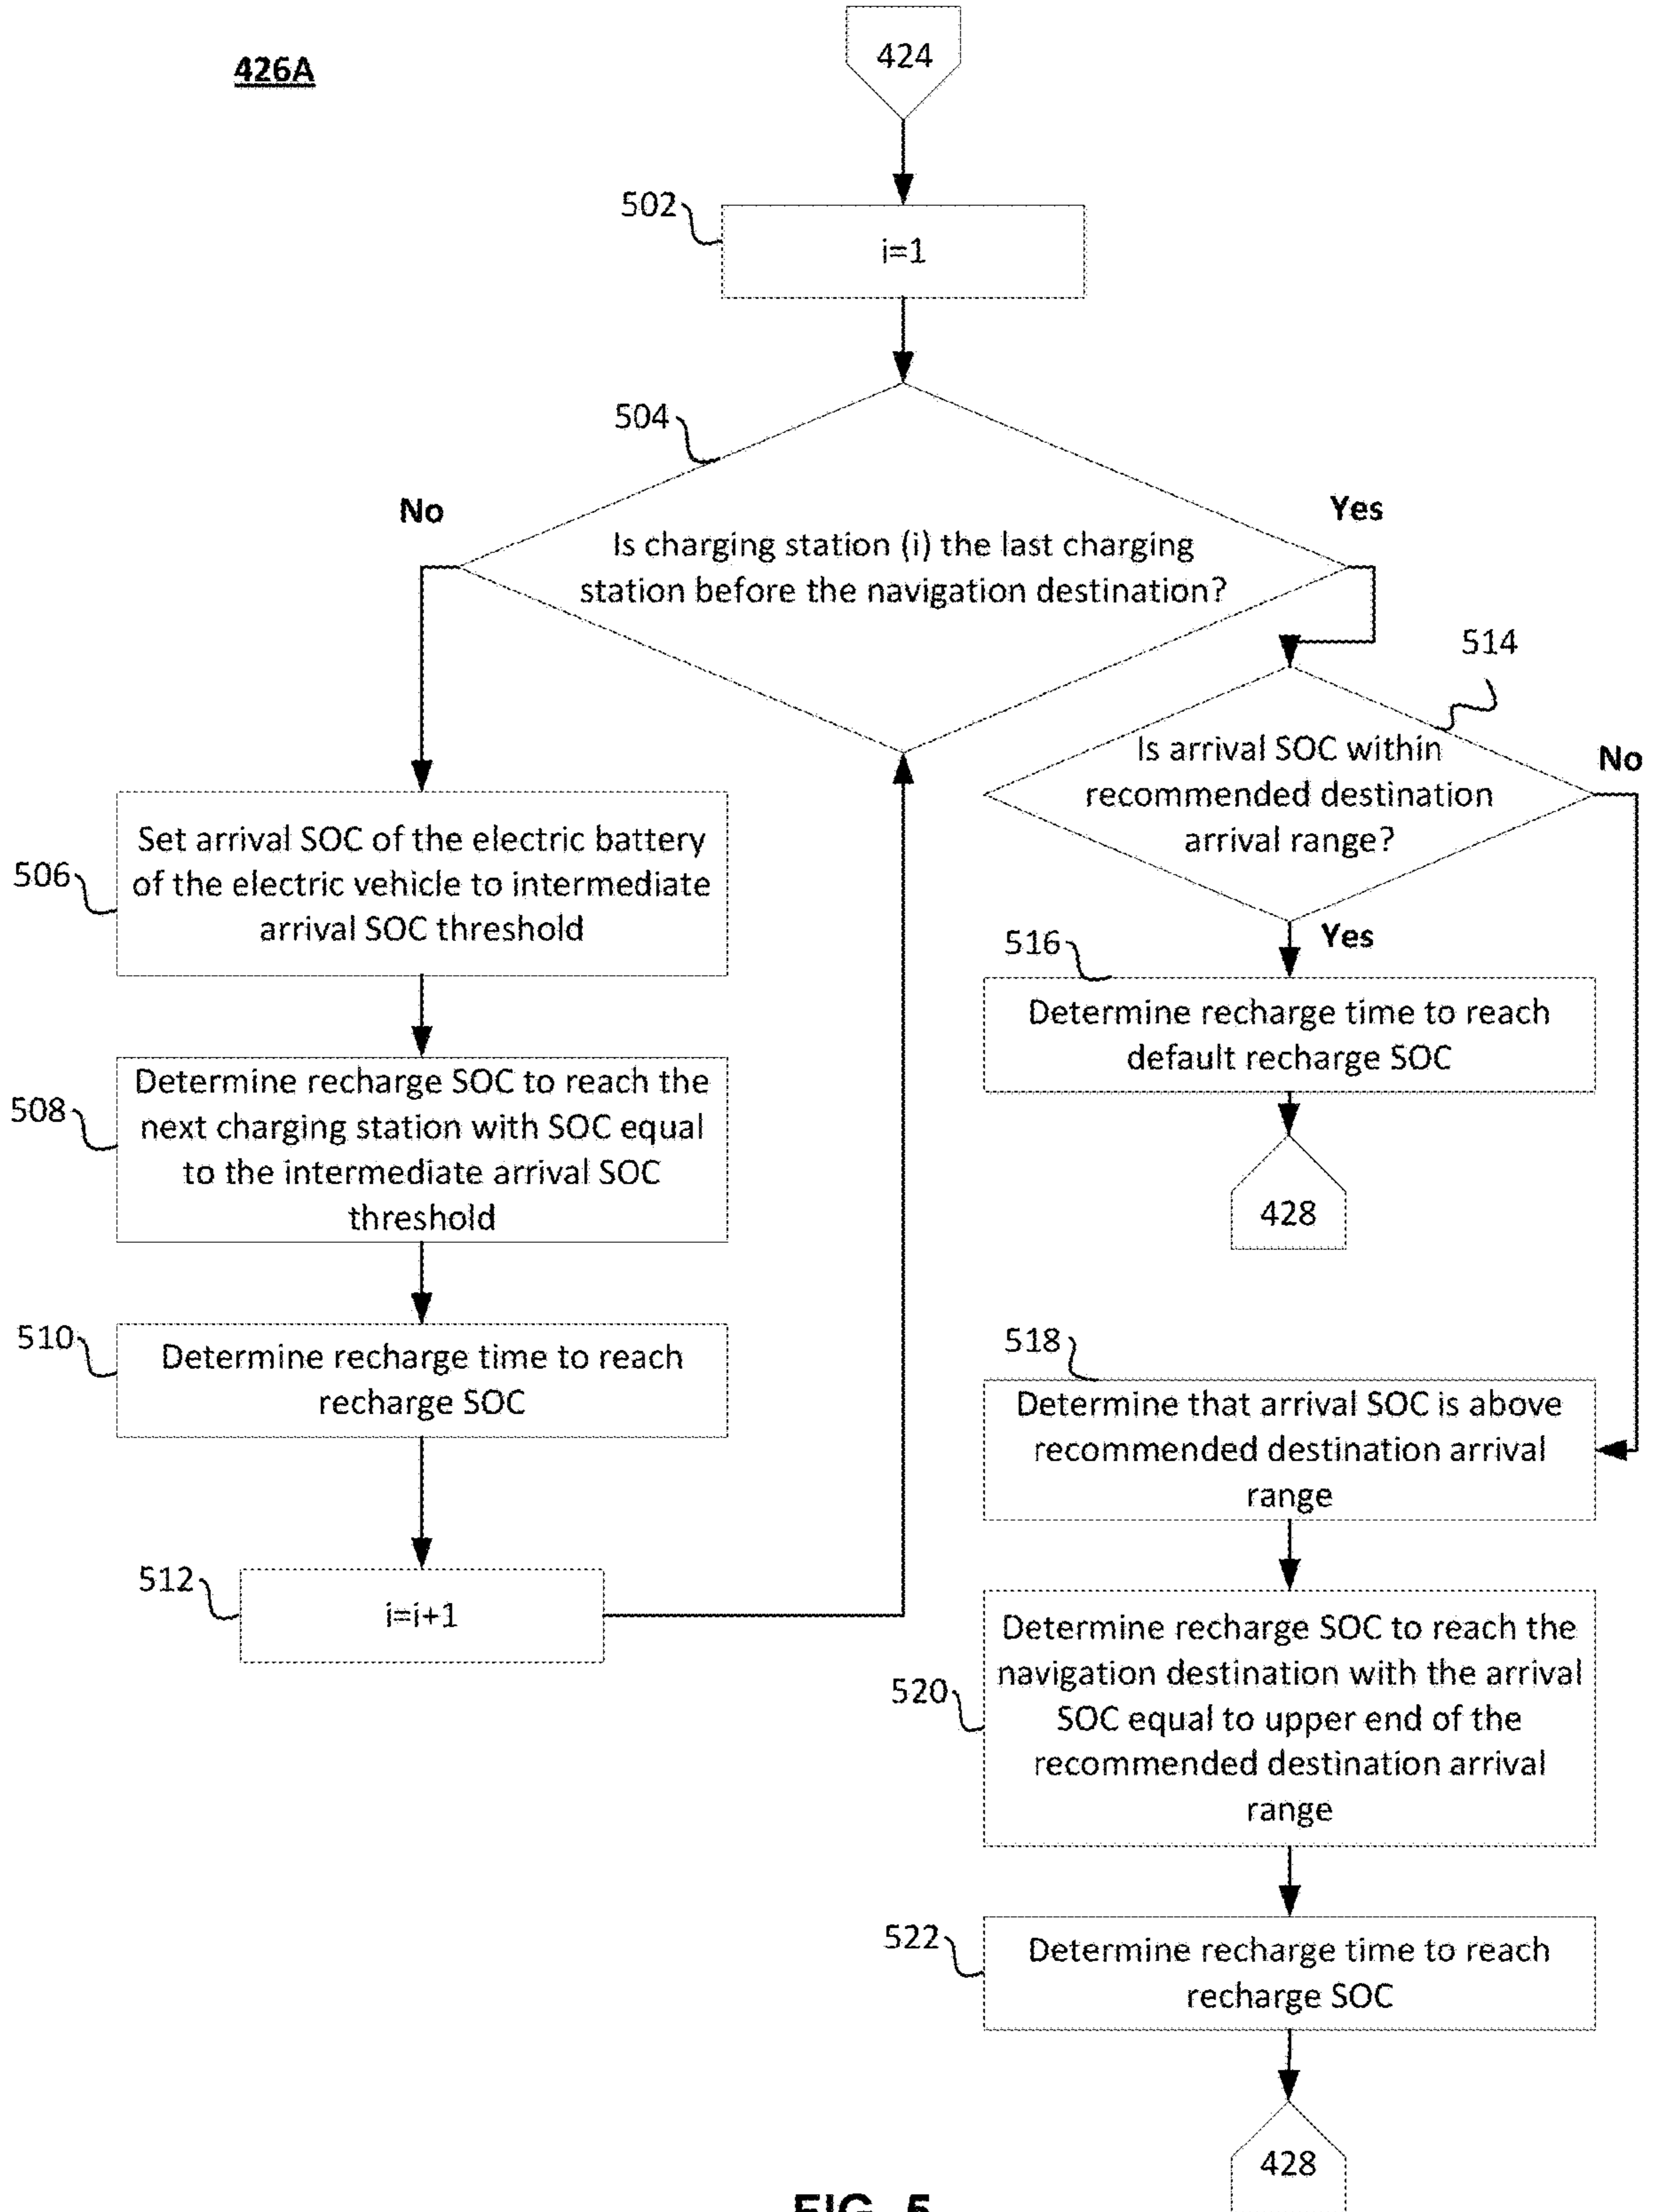 426A
424
502
i=1
504
No
Yes
Is charging station (i) the last charging
station before the navigation destination?
514
Is arrival SOC within
recommended destination
arrival range?
No
Yes
506
Set arrival SOC of the electric battery
of the electric vehicle to intermediate
arrival SOC threshold
508
Determine recharge SOC to reach the
next charging station with SOC equal
to the intermediate arrival SOC
threshold
510
Determine recharge time to reach
recharge SOC
512
i=i+1
516
Determine recharge time to reach
default recharge SOC
428
518
Determine that arrival SOC is above
recommended destination arrival
range
520
Determine recharge SOC to reach the
navigation destination with the arrival
SOC equal to upper end of the
recommended destination arrival
range
522
Determine recharge time to reach
recharge SOC
428
FIG. 5